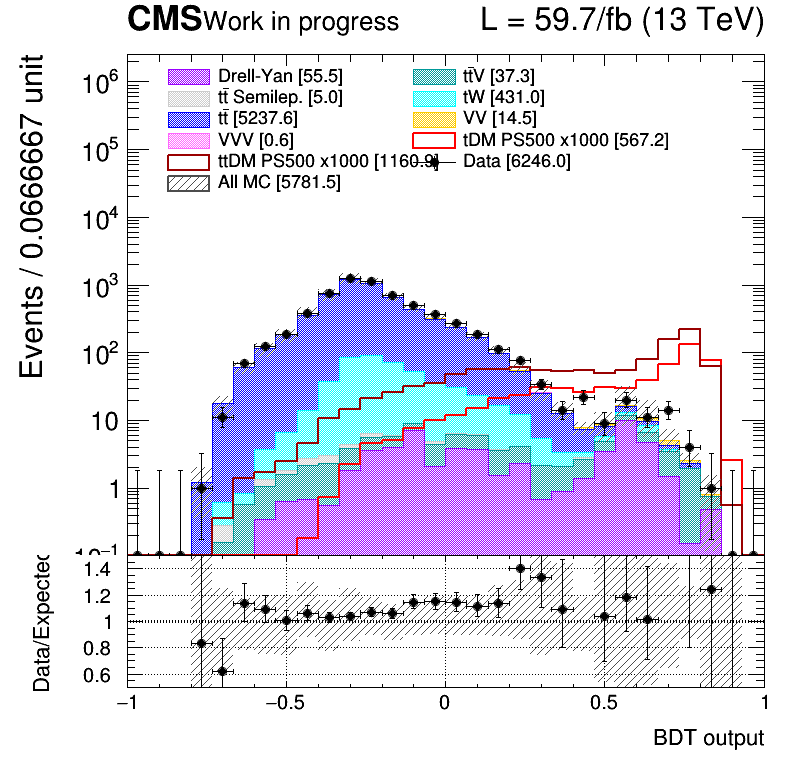 CMS Work in progress L = 59.7/fb (13 TeV)
Events / 0.0666667 unit
10⁶
10⁵
10⁴
10³
10²
10
1
10⁻¹
Drell-Yan [55.5]
tt̄V [37.3]
tt̄ Semilep. [5.0]
tW [431.0]
tt̄ [5237.6]
VV [14.5]
VVV [0.6]
tDM PS500 x1000 [567.2]
ttDM PS500 x1000 [1160.9]
Data [6246.0]
All MC [5781.5]
Data/Expected
1.4
1.2
1
0.8
0.6
−1 −0.5 0 0.5 1
BDT output